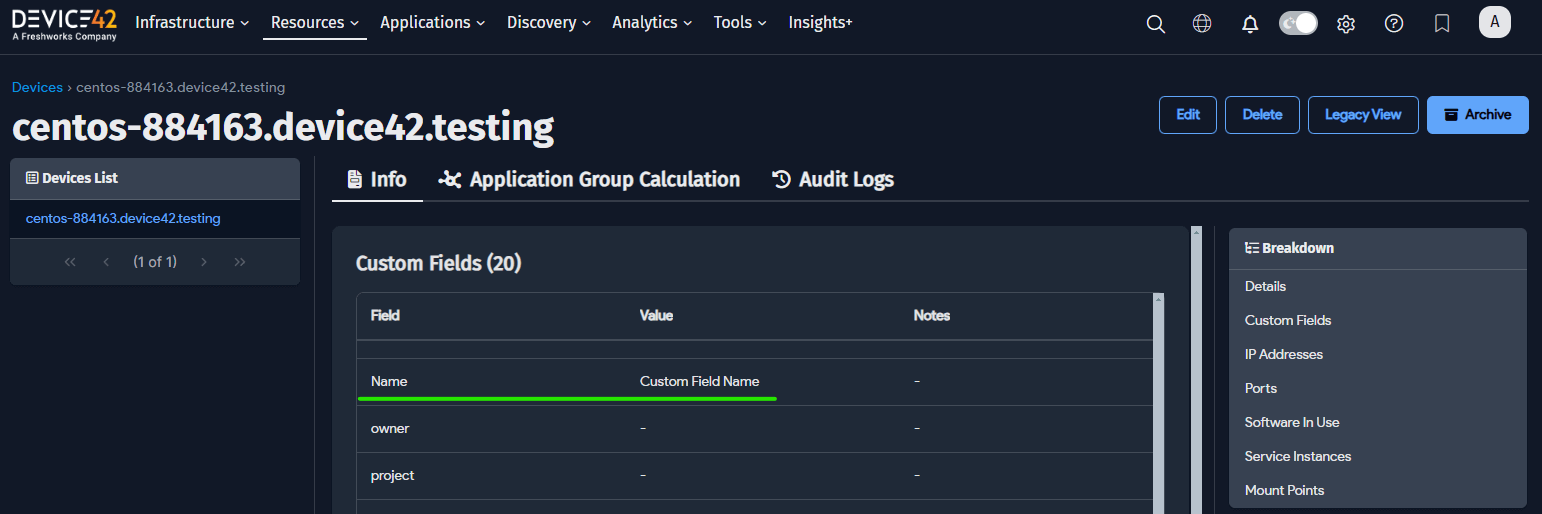 DEVICE42
A Freshworks Company
Infrastructure Resources Applications Discovery Analytics Tools Insights+
A
Devices › centos-884163.device42.testing
centos-884163.device42.testing
Edit Delete Legacy View Archive
Devices List
centos-884163.device42.testing
« ‹ (1 of 1) › »
Info Application Group Calculation Audit Logs
Custom Fields (20)
Field Value Notes
Name Custom Field Name -
owner - -
project - -
Breakdown
Details
Custom Fields
IP Addresses
Ports
Software In Use
Service Instances
Mount Points